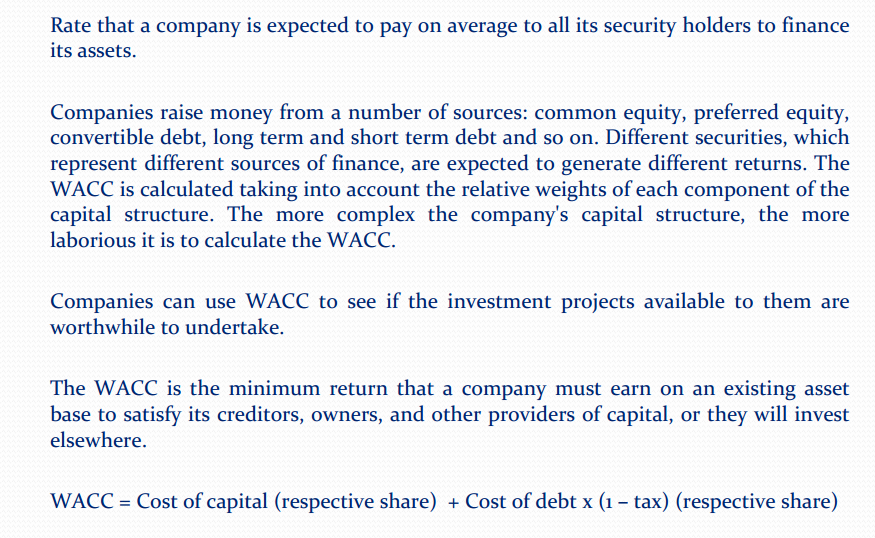 Rate that a company is expected to pay on average to all its security holders to finance
its assets.
Companies raise money from a number of sources: common equity, preferred equity,
convertible debt, long term and short term debt and so on. Different securities, which
represent different sources of finance, are expected to generate different returns. The
WACC is calculated taking into account the relative weights of each component of the
capital structure. The more complex the company's capital structure, the more
laborious it is to calculate the WACC.
Companies can use WACC to see if the investment projects available to them are
worthwhile to undertake.
The WACC is the minimum return that a company must earn on an existing asset
base to satisfy its creditors, owners, and other providers of capital, or they will invest
elsewhere.
WACC = Cost of capital (respective share) + Cost of debt x (1 – tax) (respective share)